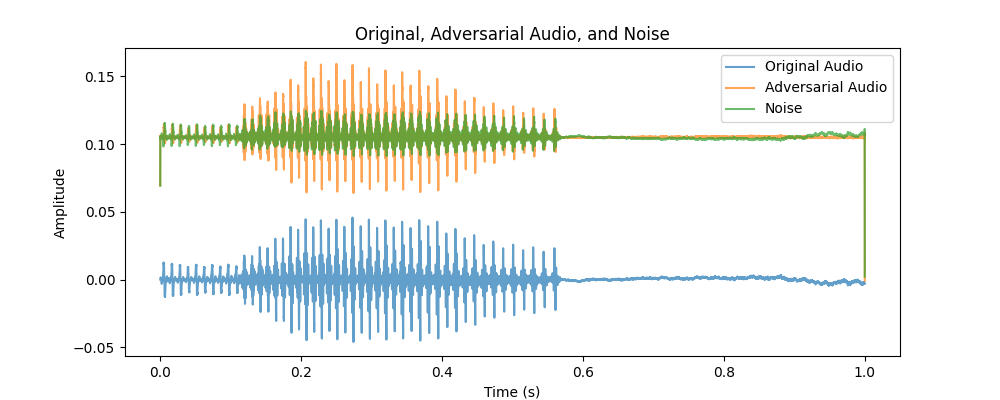 Original, Adversarial Audio, and Noise
Original Audio
Adversarial Audio
Noise
Amplitude
0.15
0.10
0.05
0.00
−0.05
0.0 0.2 0.4 0.6 0.8 1.0
Time (s)